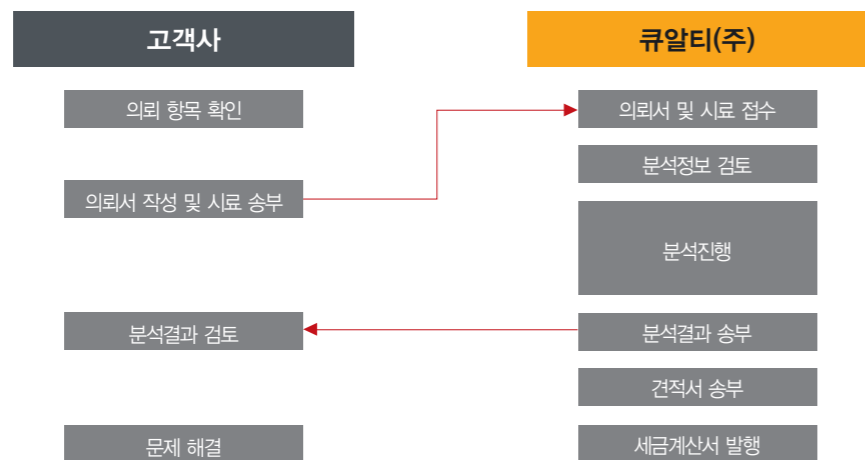 고객사
큐알티(주)
의뢰 항목 확인
의뢰서 및 시료 접수
분석정보 검토
의뢰서 작성 및 시료 송부
분석진행
분석결과 검토
분석결과 송부
견적서 송부
문제 해결
세금계산서 발행